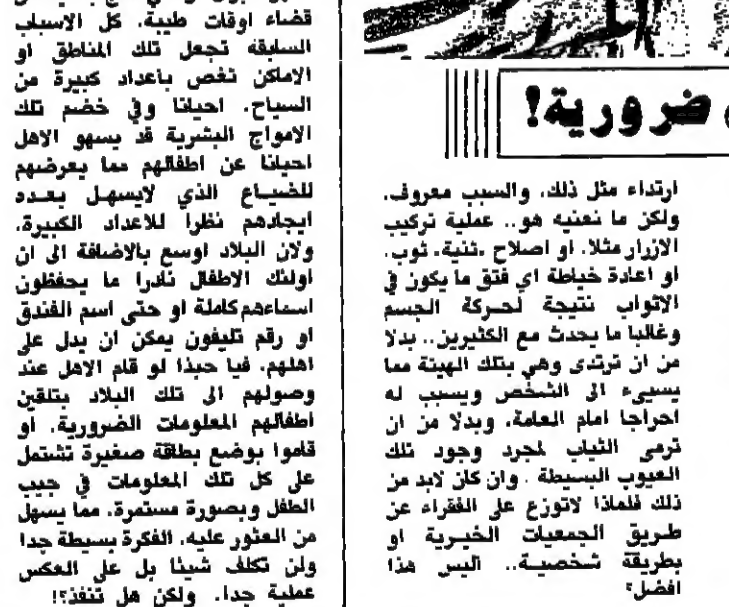 ضرورية!
ارتداء مثل ذلك، والسبب معروف،
ولكن ما نعنيه هو.. عملية تركيب
الازرار مثلا، او اصلاح .ثنية. ثوب،
او اعادة خياطة اي فتق ما يكون في
الاثواب نتيجة لحركة الجسم
وغالبا ما يحدث مع الكثيرين.. بدلا
من ان ترتدى وهي بتلك الهيئة مما
يسيء الى الشخص ويسبب له
احراجا امام العامة، وبدلا من ان
ترمى الثياب لمجرد وجود تلك
العيوب البسيطة . وان كان لابد من
ذلك فلماذا لاتوزع على الفقراء عن
طريق الجمعيات الخيرية او
بطريقة شخصية.. اليس هذا
افضل؟
قضاء اوقات طيبة. كل الاسباب
السابقه تجعل تلك المناطق او
الاماكن تغص باعداد كبيرة من
السياح. احيانا وفي خضم تلك
الامواج البشرية قد يسهو الاهل
احيانا عن اطفالهم مما يعرضهم
للضياع الذي لايسهل بعده
ايجادهم نظرا للاعداد الكبيرة،
ولان البلاد اوسع بالاضافة الى ان
اولئك الاطفال نادرا ما يحفظون
اسماءهم كاملة او حتى اسم الفندق
او رقم تليفون يمكن ان يدل على
اهلهم. فيا حبذا لو قام الاهل عند
وصولهم الى تلك البلاد بتلقين
اطفالهم المعلومات الضرورية، او
قاموا بوضع بطاقة صغيرة تشتمل
على كل تلك المعلومات في جيب
الطفل وبصورة مستمرة، مما يسهل
من العثور عليه، الفكرة بسيطة جدا
ولن تكلف شيئا بل على العكس
عملية جدا. ولكن هل تنفذ؟!